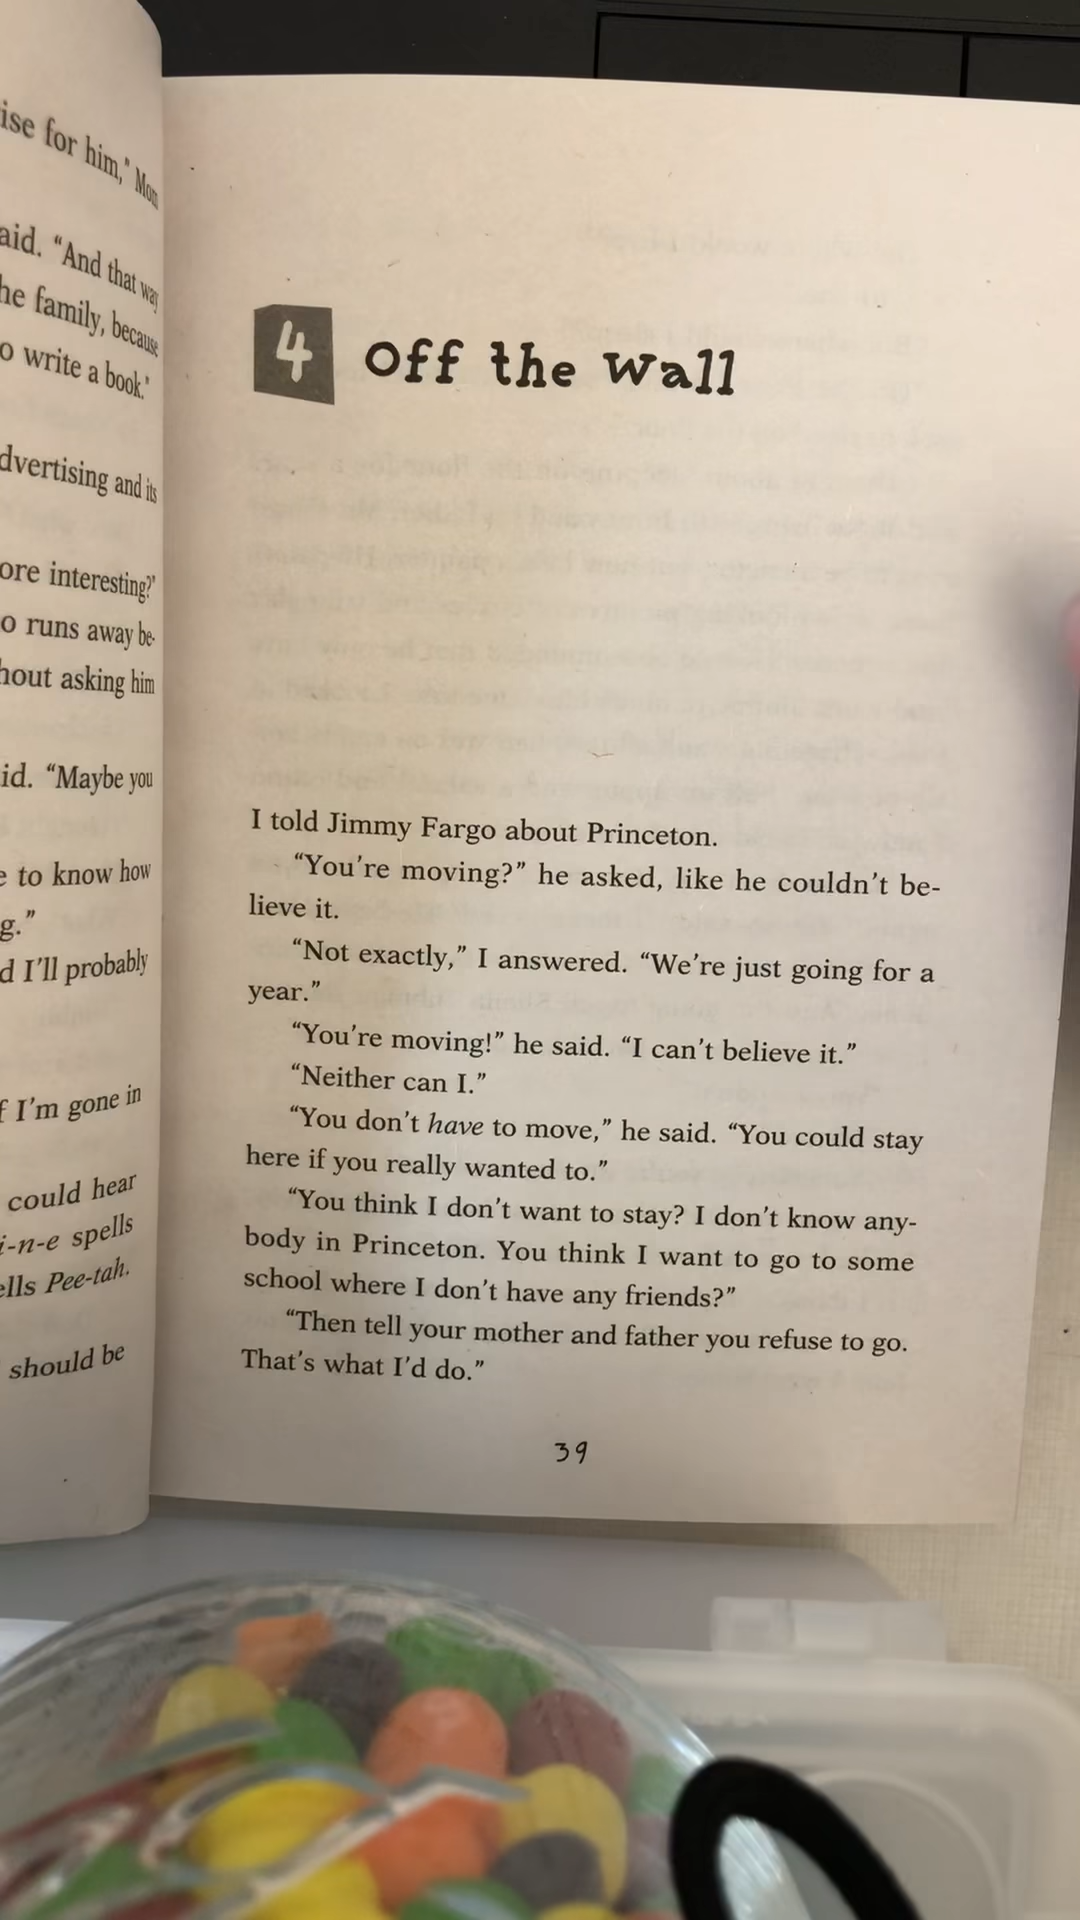 ise for him," Mom
aid. "And that way
he family, because
o write a book."
dvertising and its
ore interesting?"
o runs away be-
hout asking him
id. "Maybe you
e to know how
g."
d I'll probably
f I'm gone in
could hear
i-n-e spells
ells Pee-tah.
should be
4 Off the Wall
I told Jimmy Fargo about Princeton.
"You're moving?" he asked, like he couldn't be-
lieve it.
"Not exactly," I answered. "We're just going for a
year."
"You're moving!" he said. "I can't believe it."
"Neither can I."
"You don't have to move," he said. "You could stay
here if you really wanted to."
"You think I don't want to stay? I don't know any-
body in Princeton. You think I want to go to some
school where I don't have any friends?"
"Then tell your mother and father you refuse to go.
That's what I'd do."
39